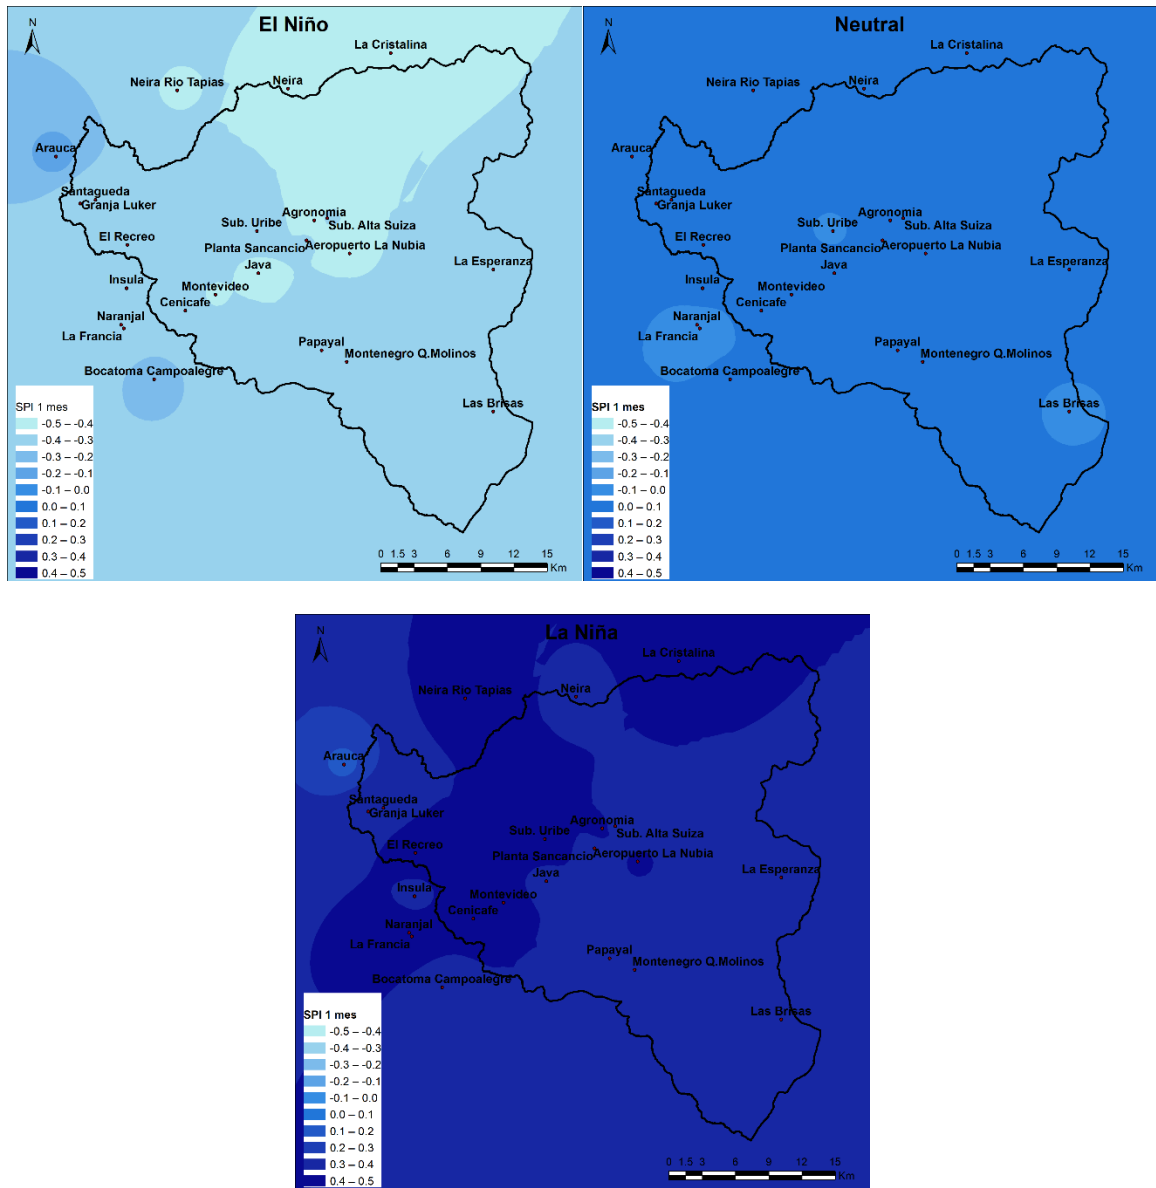 El Niño
N
La Cristalina
Neira Rio Tapias
Neira
Arauca
Santagueda
Granja Luker
Agronomia
Sub. Uribe
Sub. Alta Suiza
El Recreo
Planta Sancancio
Aeropuerto La Nubia
Java
La Esperanza
Insula
Montevideo
Cenicafe
Naranjal
La Francia
Papayal
Montenegro Q.Molinos
Bocatoma Campoalegre
Las Brisas
SPI 1 mes
-0.5 – -0.4
-0.4 – -0.3
-0.3 – -0.2
-0.2 – -0.1
-0.1 – 0.0
0.0 – 0.1
0.1 – 0.2
0.2 – 0.3
0.3 – 0.4
0.4 – 0.5
0 1.5 3 6 9 12 15
Km
Neutral
N
La Cristalina
Neira Rio Tapias
Neira
Arauca
Santagueda
Granja Luker
Agronomia
Sub. Uribe
Sub. Alta Suiza
El Recreo
Planta Sancancio
Aeropuerto La Nubia
Java
La Esperanza
Insula
Montevideo
Cenicafe
Naranjal
La Francia
Papayal
Montenegro Q.Molinos
Bocatoma Campoalegre
Las Brisas
SPI 1 mes
-0.5 – -0.4
-0.4 – -0.3
-0.3 – -0.2
-0.2 – -0.1
-0.1 – 0.0
0.0 – 0.1
0.1 – 0.2
0.2 – 0.3
0.3 – 0.4
0.4 – 0.5
0 1.5 3 6 9 12 15
Km
La Niña
N
La Cristalina
Neira Rio Tapias
Neira
Arauca
Santagueda
Granja Luker
Agronomia
Sub. Uribe
Sub. Alta Suiza
El Recreo
Planta Sancancio
Aeropuerto La Nubia
Java
La Esperanza
Insula
Montevideo
Cenicafe
Naranjal
La Francia
Papayal
Montenegro Q.Molinos
Bocatoma Campoalegre
Las Brisas
SPI 1 mes
-0.5 – -0.4
-0.4 – -0.3
-0.3 – -0.2
-0.2 – -0.1
-0.1 – 0.0
0.0 – 0.1
0.1 – 0.2
0.2 – 0.3
0.3 – 0.4
0.4 – 0.5
0 1.5 3 6 9 12 15
Km